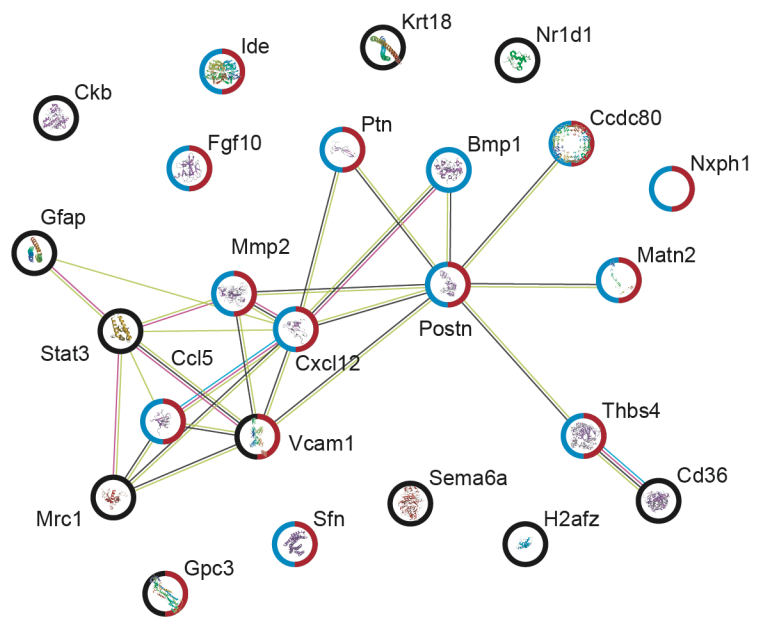 Krt18
Nr1d1
Ide
Ckb
Ptn
Ccdc80
Fgf10
Bmp1
Nxph1
Gfap
Mmp2
Matn2
Postn
Stat3
Ccl5
Cxcl12
Thbs4
Vcam1
Sema6a
Cd36
Mrc1
Sfn
H2afz
Gpc3